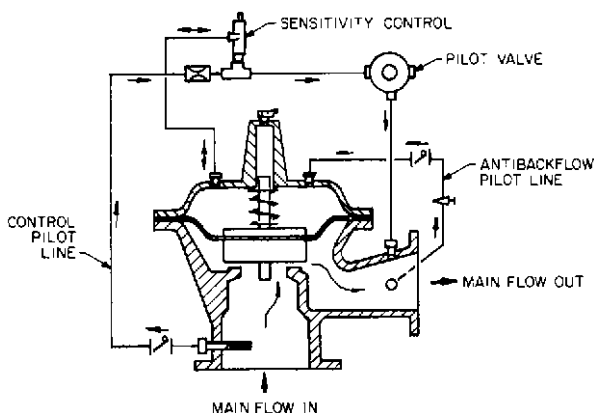 SENSITIVITY CONTROL
PILOT VALVE
ANTIBACKFLOW
PILOT LINE
CONTROL
PILOT
LINE
MAIN FLOW OUT
MAIN FLOW IN